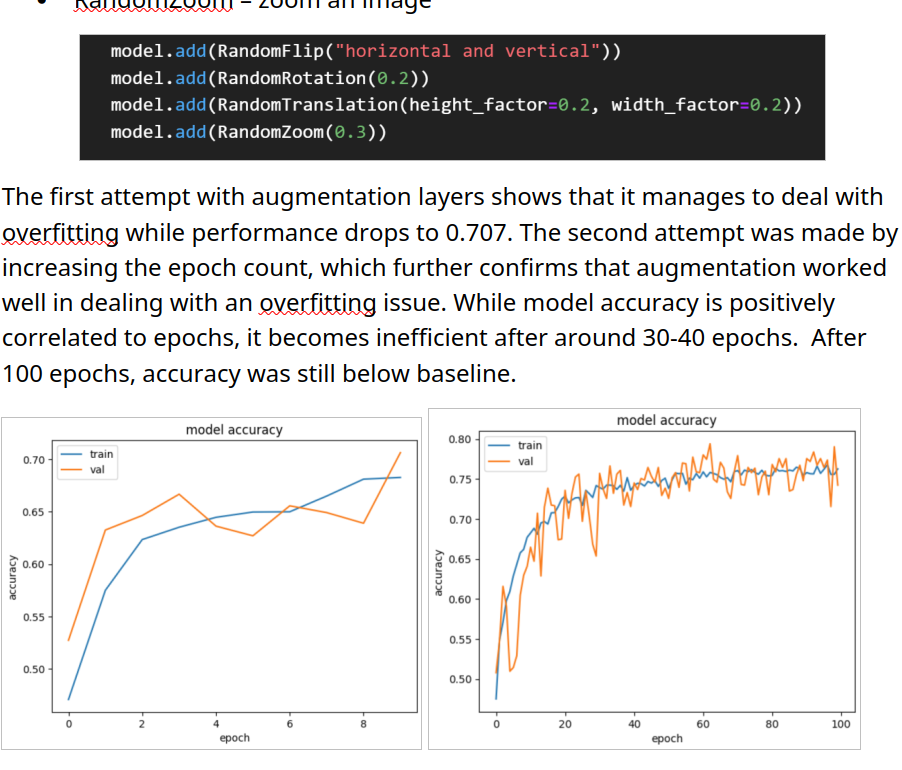 RandomZoom – zoom an image
model.add(RandomFlip("horizontal and vertical"))
model.add(RandomRotation(0.2))
model.add(RandomTranslation(height_factor=0.2, width_factor=0.2))
model.add(RandomZoom(0.3))
The first attempt with augmentation layers shows that it manages to deal with
overfitting while performance drops to 0.707. The second attempt was made by
increasing the epoch count, which further confirms that augmentation worked
well in dealing with an overfitting issue. While model accuracy is positively
correlated to epochs, it becomes inefficient after around 30-40 epochs.  After
100 epochs, accuracy was still below baseline.
model accuracy
train
val
0.70
0.65
0.60
0.55
0.50
accuracy
0 2 4 6 8
epoch
model accuracy
train
val
0.80
0.75
0.70
0.65
0.60
0.55
0.50
accuracy
0 20 40 60 80 100
epoch